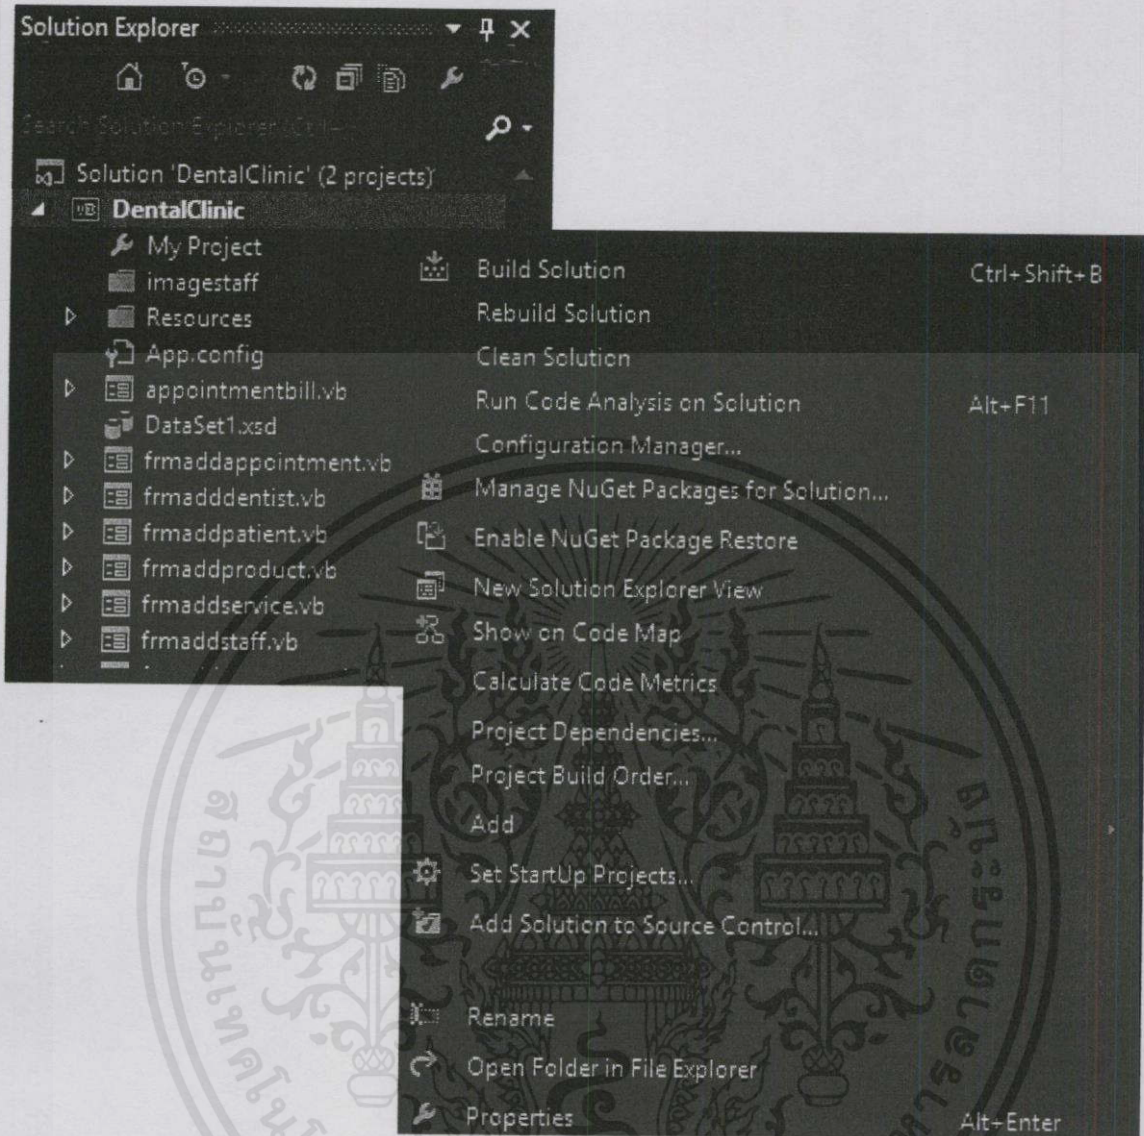 Solution Explorer
Search Solution Explorer (Ctrl+
Solution 'DentalClinic' (2 projects)
DentalClinic
My Project
imagestaff
Resources
App.config
appointmentbill.vb
DataSet1.xsd
frmaddappointment.vb
frmadddentist.vb
frmaddpatient.vb
frmaddproduct.vb
frmaddservice.vb
frmaddstaff.vb
Build Solution Ctrl+Shift+B
Rebuild Solution
Clean Solution
Run Code Analysis on Solution Alt+F11
Configuration Manager...
Manage NuGet Packages for Solution...
Enable NuGet Package Restore
New Solution Explorer View
Show on Code Map
Calculate Code Metrics
Project Dependencies...
Project Build Order...
Add
Set StartUp Projects...
Add Solution to Source Control...
Rename
Open Folder in File Explorer
Properties Alt+Enter